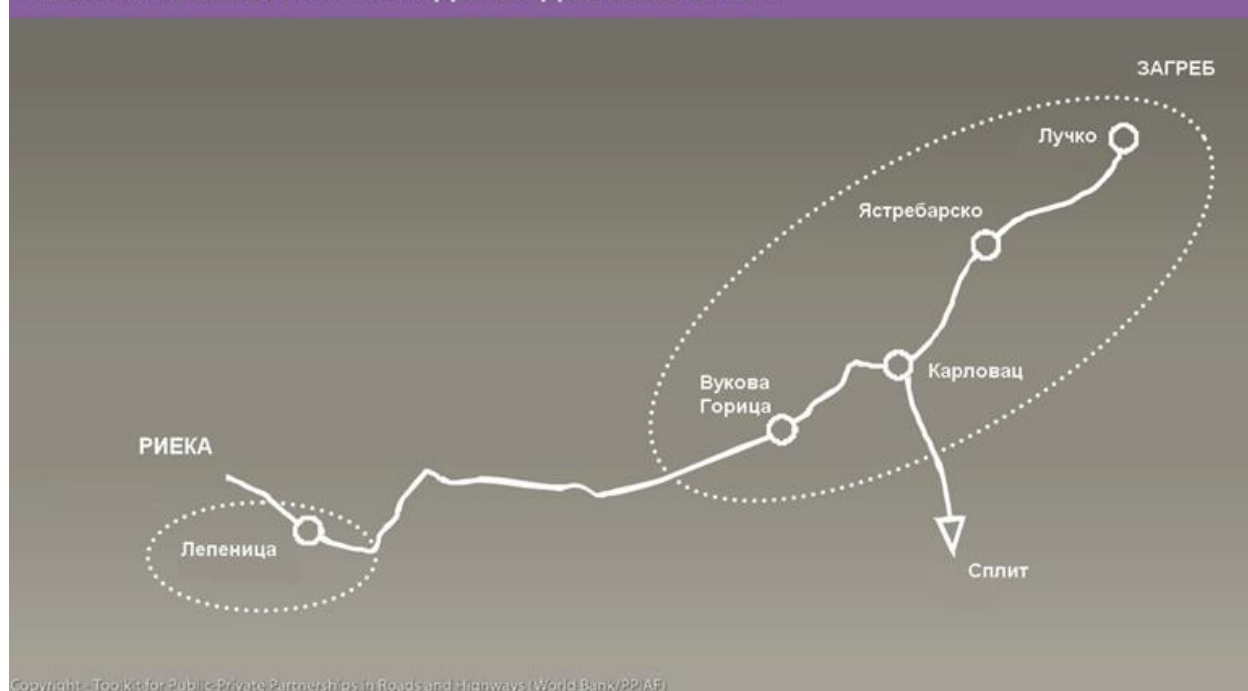 ЗАГРЕБ
Лучко
Ястребарско
Карловац
Вукова
Горица
РИЕКА
Лепеница
Сплит
Copyright - Toolkit for Public-Private Partnerships in Roads and Highways (World Bank/PPIAF)